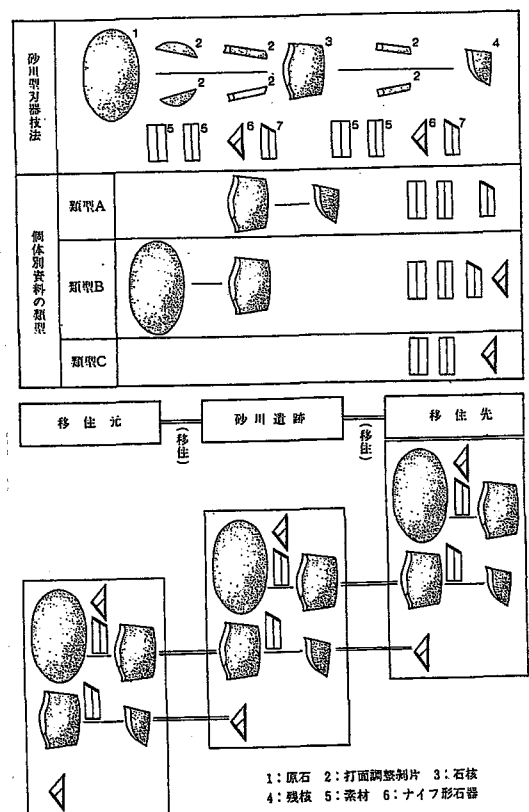 砂川型刃器技法
1 2 2 3 2 4
2 2 2
5 5 6 7 5 5 6 7
個体別資料の類型
類型A
類型B
類型C
移住元
(移住)
砂川遺跡
(移住)
移住先
1:原石 2:打面調整剝片 3:石核
4:残核 5:素材 6:ナイフ形石器